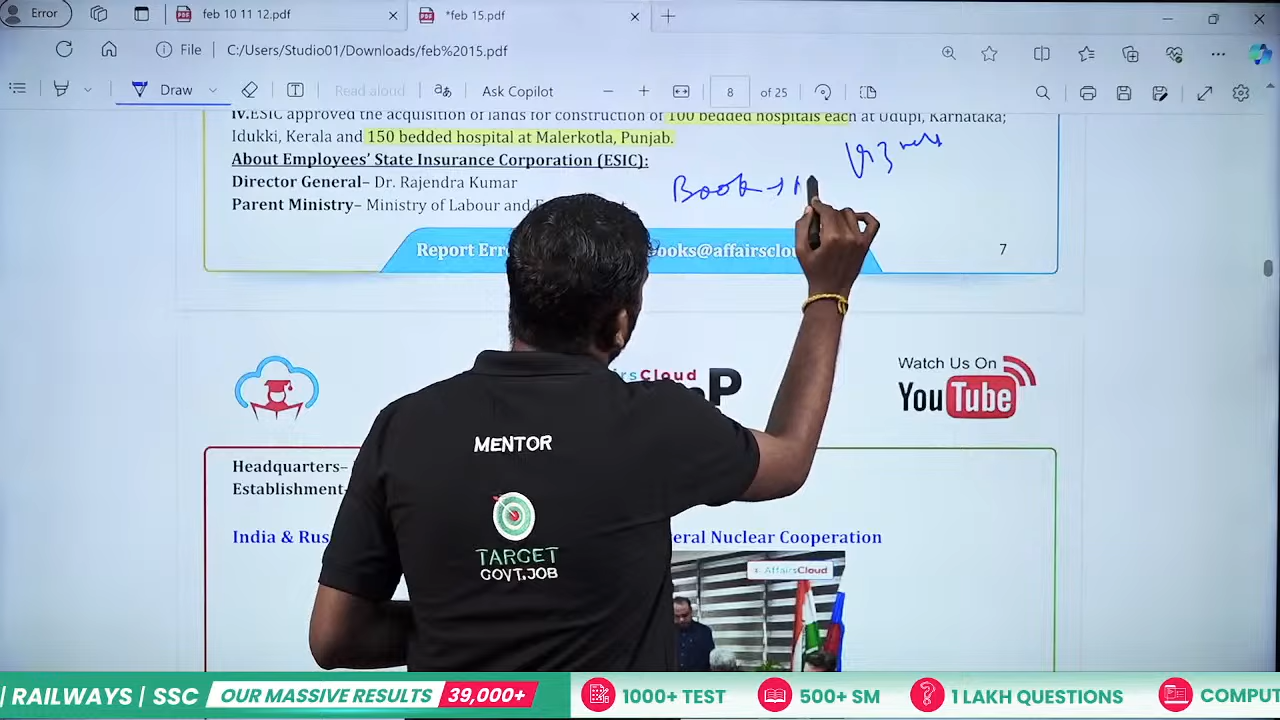 Error
feb 10 11 12.pdf
*feb 15.pdf
File
C:/Users/Studio01/Downloads/feb%2015.pdf
Draw
Read aloud
Ask Copilot
8
of 25
iv.ESIC approved the acquisition of lands for construction of 100 bedded hospitals each at Udupi, Karnataka;
Idukki, Kerala and 150 bedded hospital at Malerkotla, Punjab.
About Employees' State Insurance Corporation (ESIC):
Director General– Dr. Rajendra Kumar
Parent Ministry– Ministry of Labour and
Book →
Report Err
ooks@affairsclou
7
rsCloud
P
Watch Us On
YouTube
Headquarters–
Establishment-
India & Rus
eral Nuclear Cooperation
AffairsCloud
MENTOR
TARGET
GOVT.JOB
| RAILWAYS | SSC
OUR MASSIVE RESULTS
39,000+
1000+ TEST
500+ SM
1 LAKH QUESTIONS
COMPUT